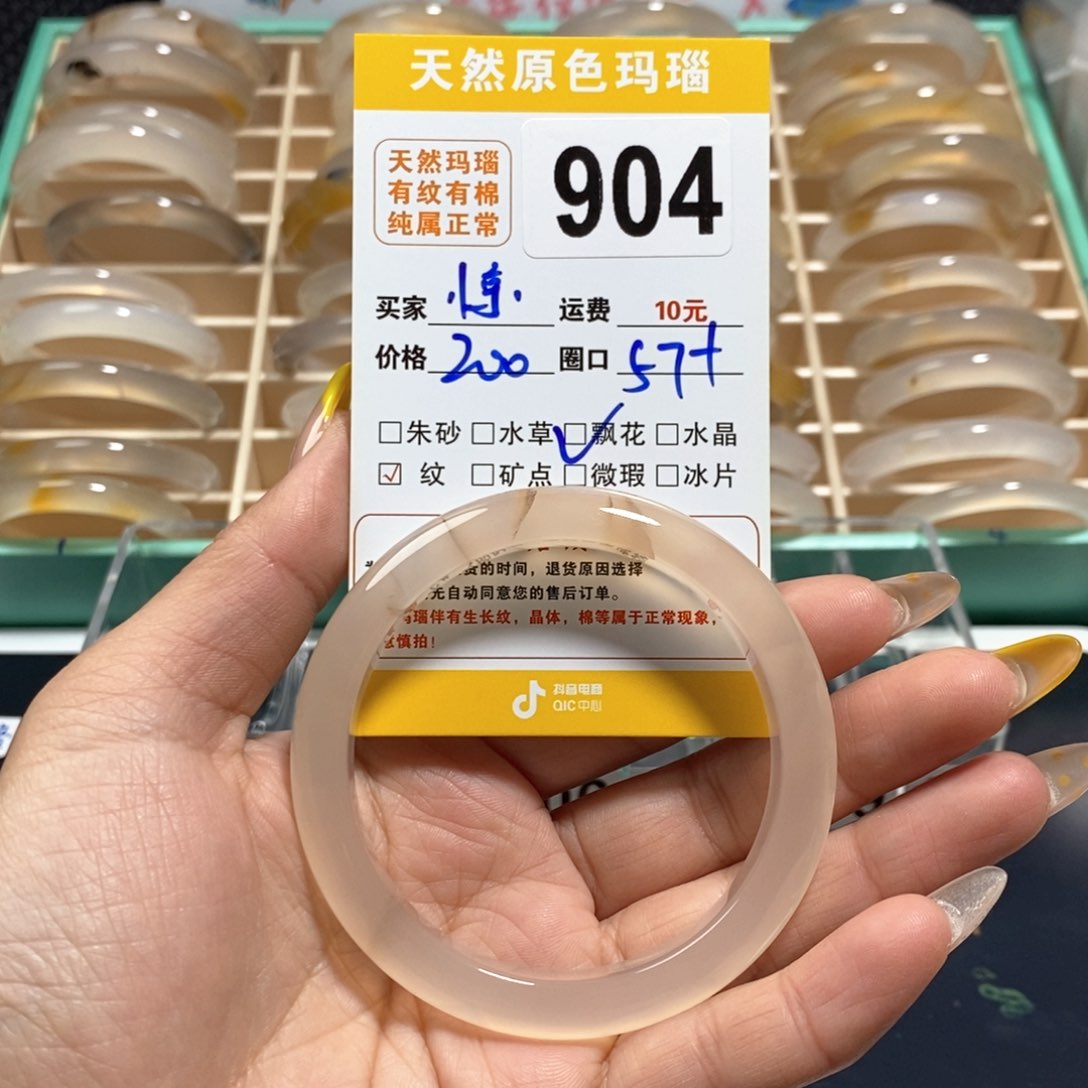 天然原色玛瑙
天然玛瑙
有纹有棉
纯属正常
904
买家 运费 10元
价格 200 圈口 57+
□朱砂 □水草 □飘花 □水晶
☑ 纹 □矿点 □微瑕 □冰片
的时间，退货原因选择
自动同意您的售后订单。
玛瑙伴有生长纹，晶体，棉等属于正常现象，
慎拍！
抖音电商
QIC中心